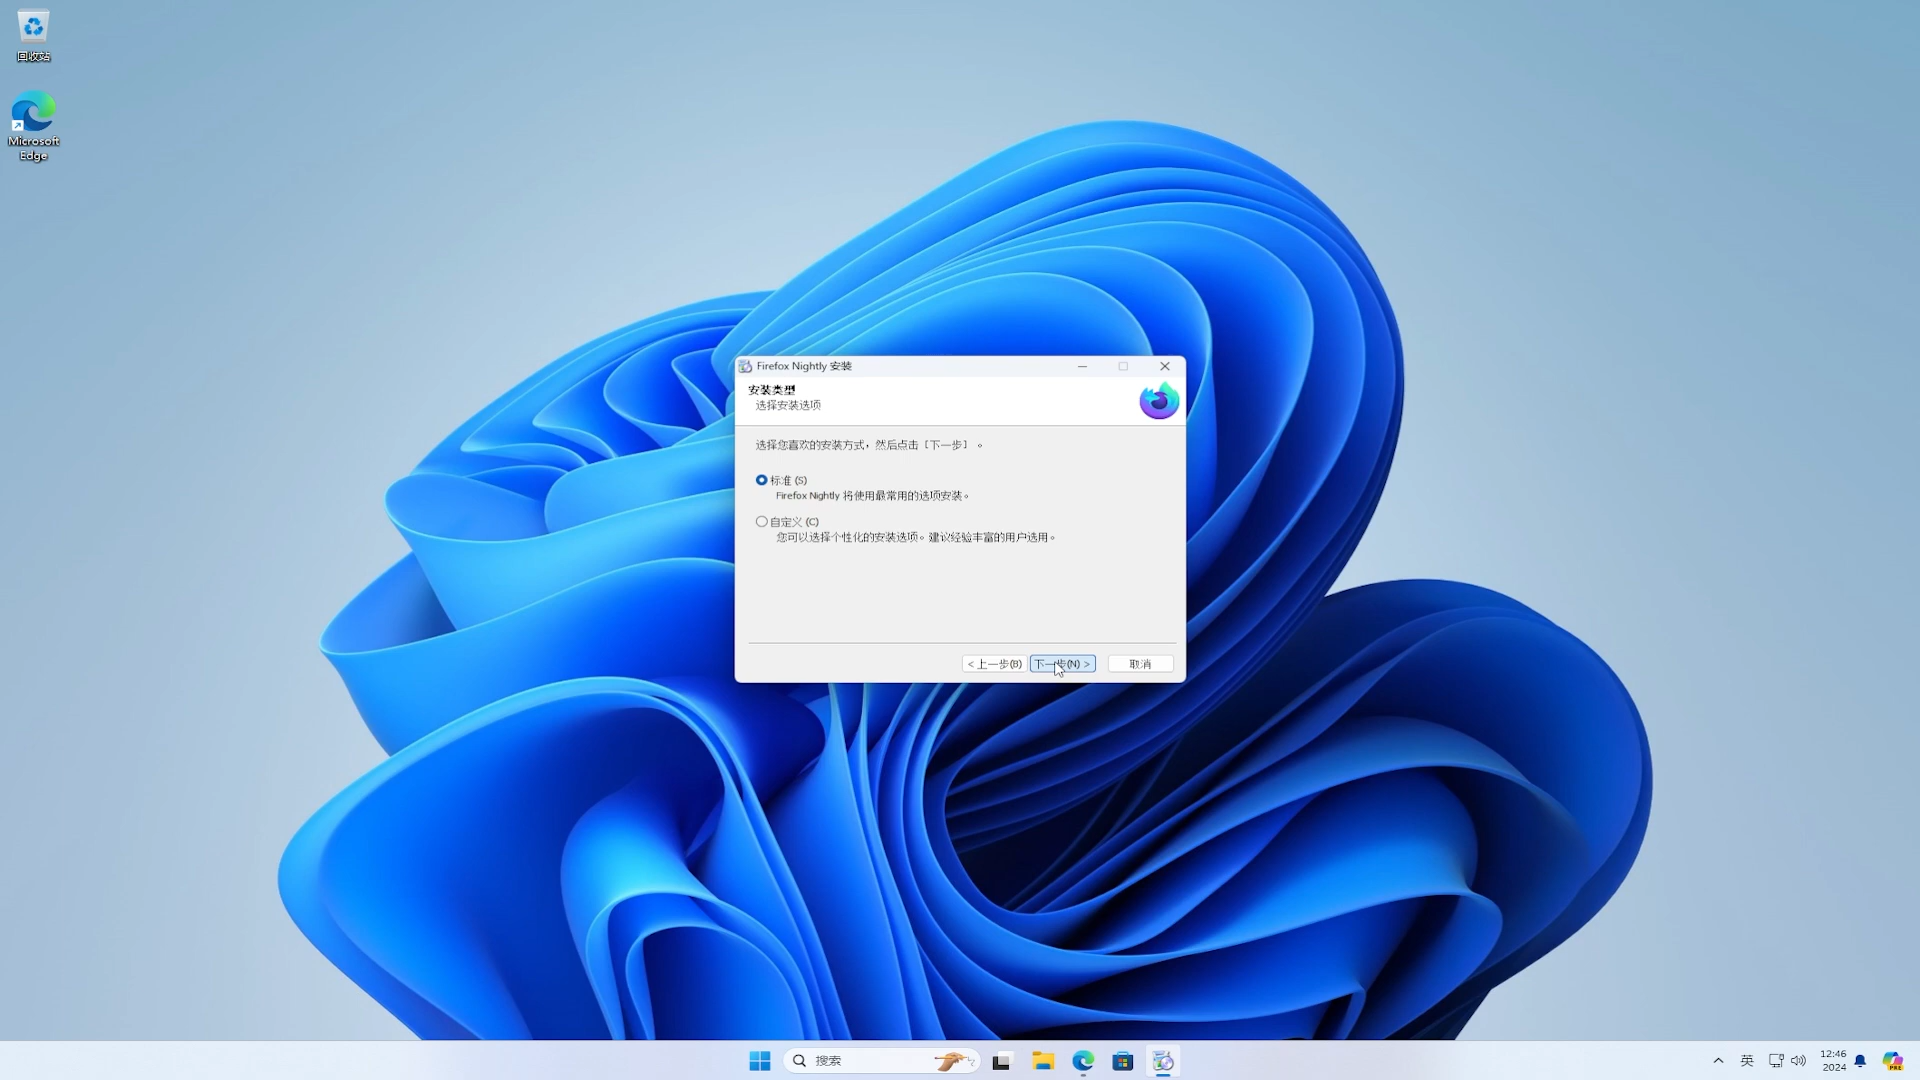 回收站
Microsoft
Edge
Firefox Nightly 安装
安装类型
选择安装选项
选择您喜欢的安装方式，然后点击 [下一步] 。
标准 (S)
Firefox Nightly 将使用最常用的选项安装。
自定义 (C)
您可以选择个性化的安装选项。建议经验丰富的用户选用。
< 上一步(B)
下一步(N) >
取消
搜索
英
12:46
2024
PRE